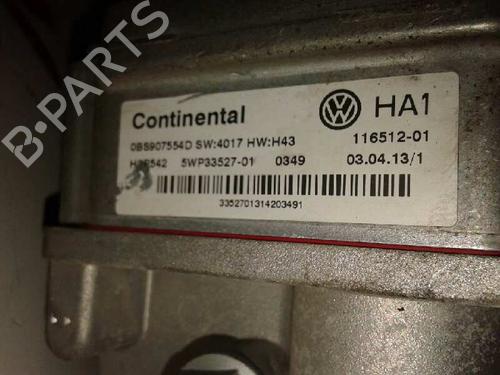 B-PARTS
Continental
HA1
0BS907554D SW:4017 HW:H43
116512-01
5WP33527-01 0349
03.04.13/1
3352701314203491